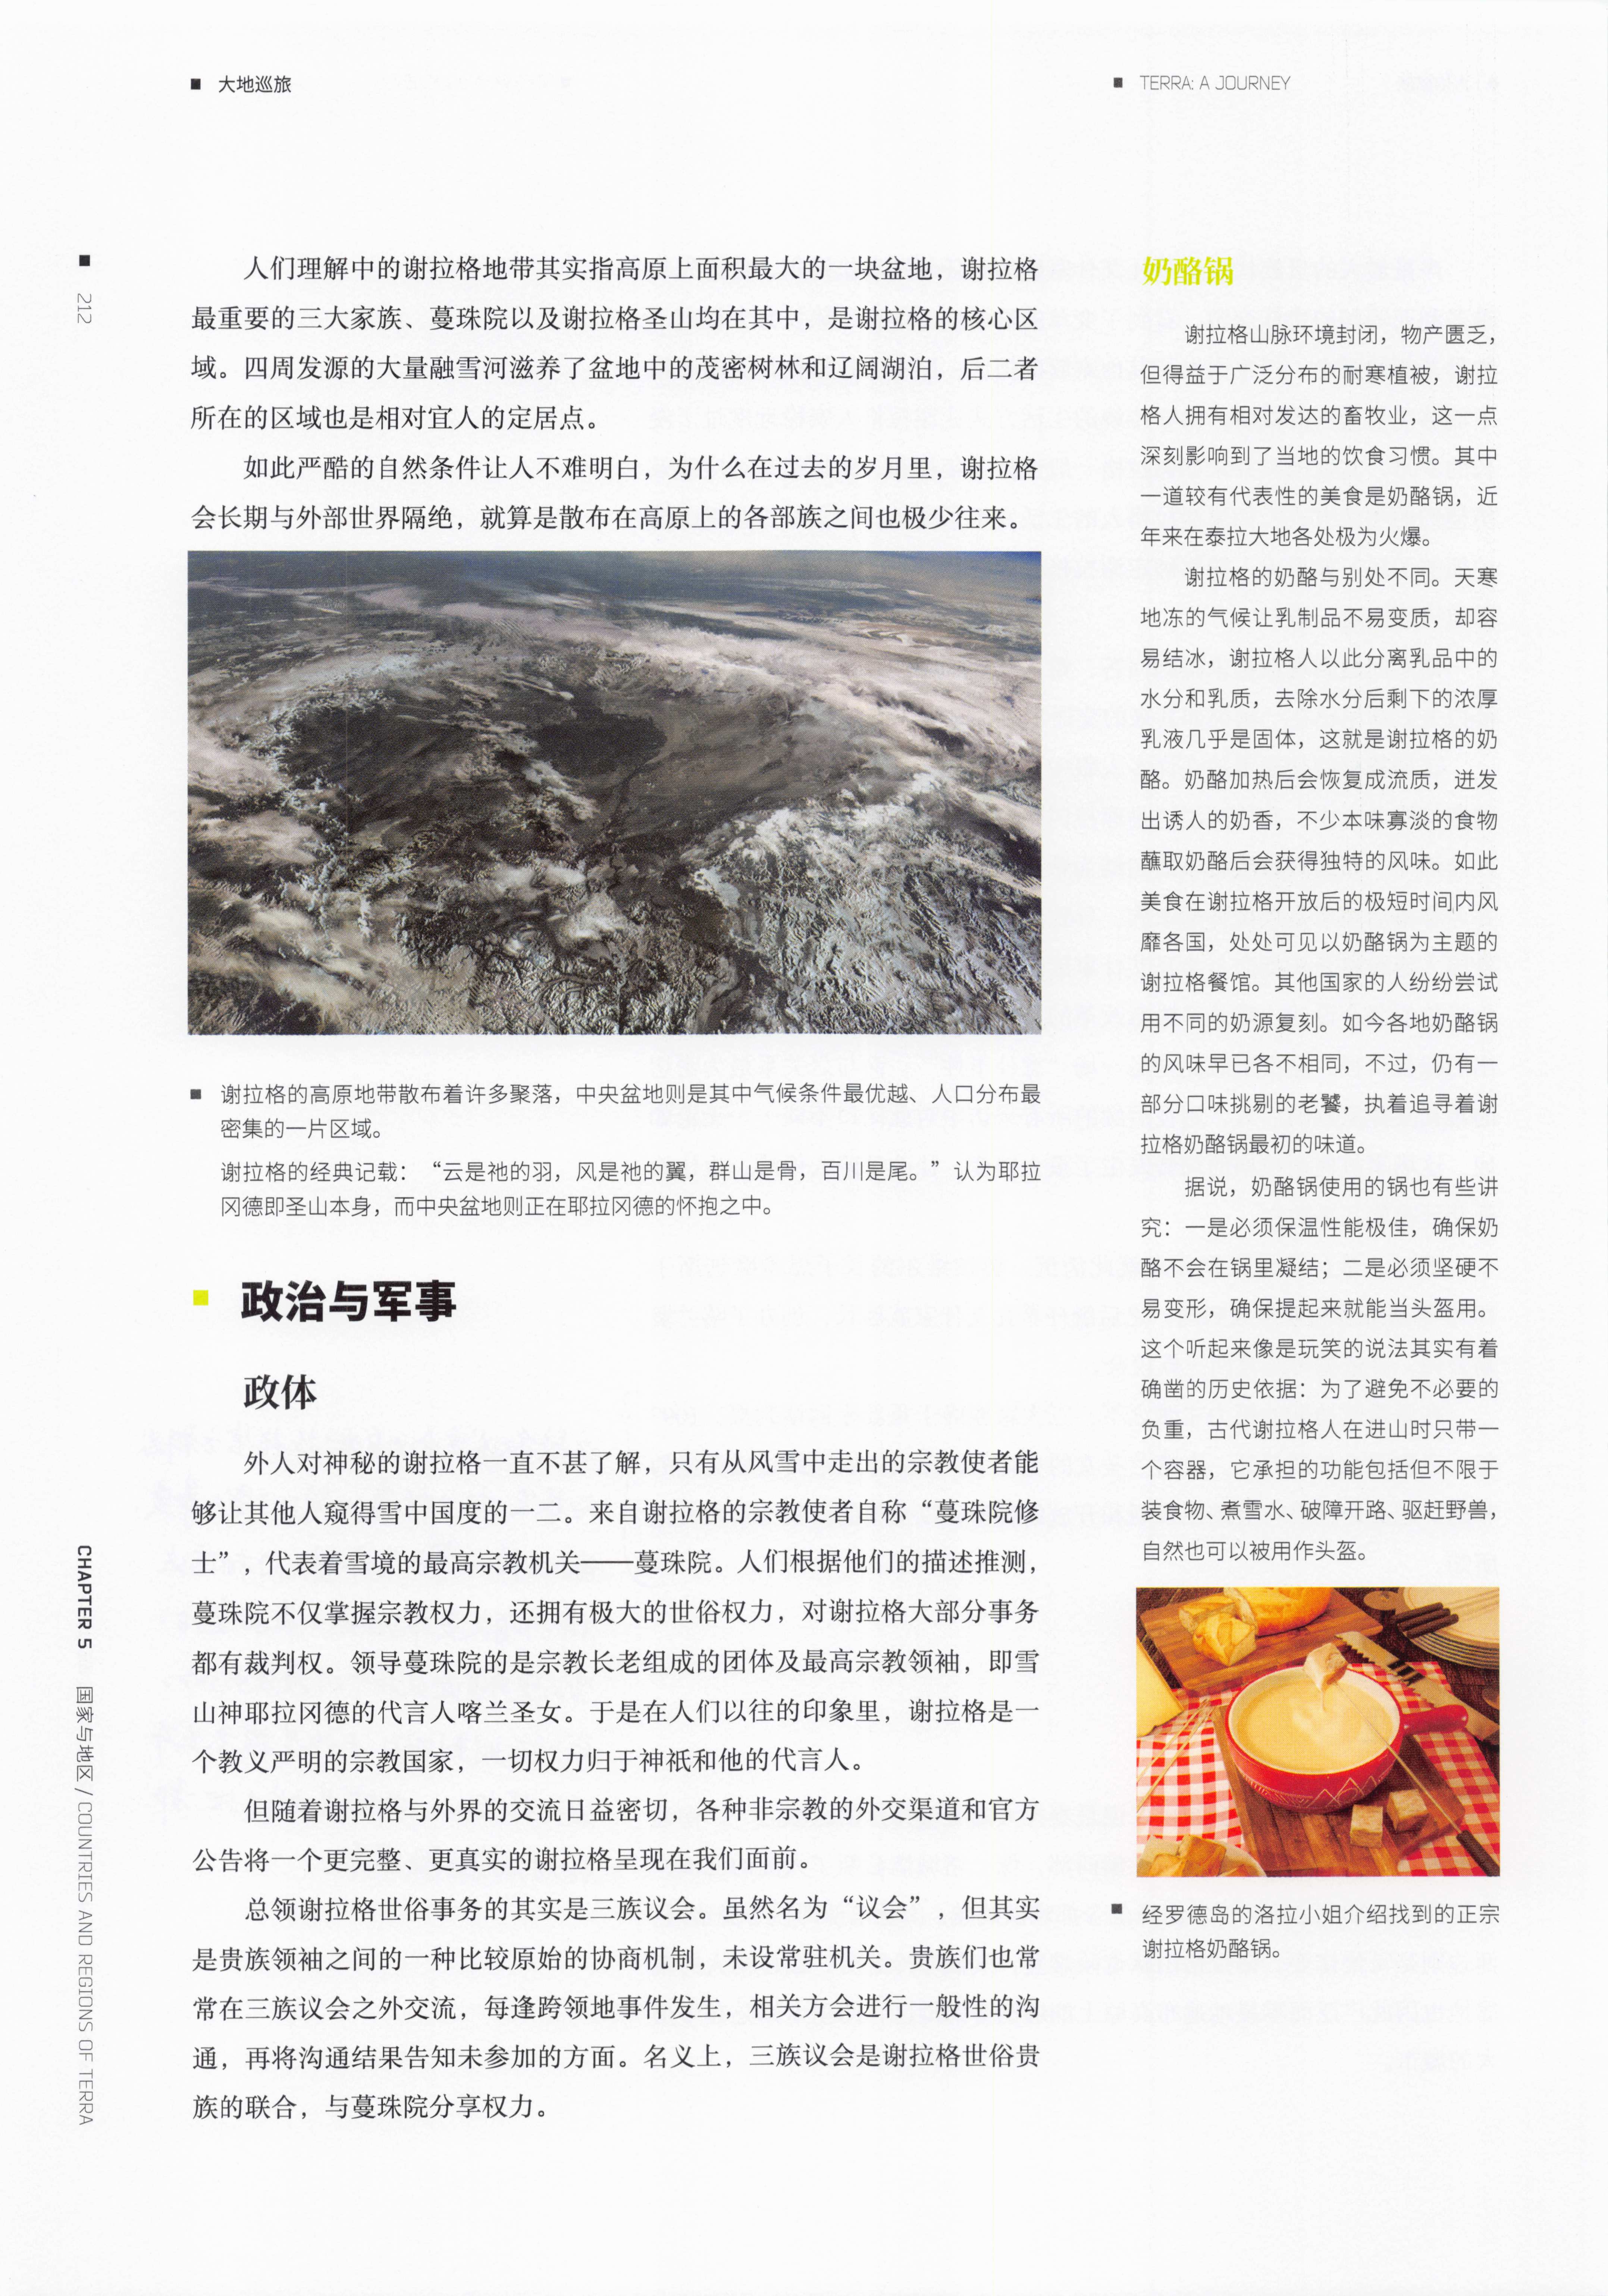 大地巡旅
TERRA: A JOURNEY
212
人们理解中的谢拉格地带其实指高原上面积最大的一块盆地，谢拉格
最重要的三大家族、蔓珠院以及谢拉格圣山均在其中，是谢拉格的核心区
域。四周发源的大量融雪河滋养了盆地中的茂密树林和辽阔湖泊，后二者
所在的区域也是相对宜人的定居点。
如此严酷的自然条件让人不难明白，为什么在过去的岁月里，谢拉格
会长期与外部世界隔绝，就算是散布在高原上的各部族之间也极少往来。
谢拉格的高原地带散布着许多聚落，中央盆地则是其中气候条件最优越、人口分布最
密集的一片区域。
谢拉格的经典记载：“云是祂的羽，风是祂的翼，群山是骨，百川是尾。”认为耶拉
冈德即圣山本身，而中央盆地则正在耶拉冈德的怀抱之中。
政治与军事
政体
外人对神秘的谢拉格一直不甚了解，只有从风雪中走出的宗教使者能
够让其他人窥得雪中国度的一二。来自谢拉格的宗教使者自称“蔓珠院修
士”，代表着雪境的最高宗教机关——蔓珠院。人们根据他们的描述推测，
蔓珠院不仅掌握宗教权力，还拥有极大的世俗权力，对谢拉格大部分事务
都有裁判权。领导蔓珠院的是宗教长老组成的团体及最高宗教领袖，即雪
山神耶拉冈德的代言人喀兰圣女。于是在人们以往的印象里，谢拉格是一
个教义严明的宗教国家，一切权力归于神祇和他的代言人。
但随着谢拉格与外界的交流日益密切，各种非宗教的外交渠道和官方
公告将一个更完整、更真实的谢拉格呈现在我们面前。
总领谢拉格世俗事务的其实是三族议会。虽然名为“议会”，但其实
是贵族领袖之间的一种比较原始的协商机制，未设常驻机关。贵族们也常
常在三族议会之外交流，每逢跨领地事件发生，相关方会进行一般性的沟
通，再将沟通结果告知未参加的方面。名义上，三族议会是谢拉格世俗贵
族的联合，与蔓珠院分享权力。
奶酪锅
谢拉格山脉环境封闭，物产匮乏，
但得益于广泛分布的耐寒植被，谢拉
格人拥有相对发达的畜牧业，这一点
深刻影响到了当地的饮食习惯。其中
一道较有代表性的美食是奶酪锅，近
年来在泰拉大地各处极为火爆。
谢拉格的奶酪与别处不同。天寒
地冻的气候让乳制品不易变质，却容
易结冰，谢拉格人以此分离乳品中的
水分和乳质，去除水分后剩下的浓厚
乳液几乎是固体，这就是谢拉格的奶
酪。奶酪加热后会恢复成流质，迸发
出诱人的奶香，不少本味寡淡的食物
蘸取奶酪后会获得独特的风味。如此
美食在谢拉格开放后的极短时间内风
靡各国，处处可见以奶酪锅为主题的
谢拉格餐馆。其他国家的人纷纷尝试
用不同的奶源复刻。如今各地奶酪锅
的风味早已各不相同，不过，仍有一
部分口味挑剔的老饕，执着追寻着谢
拉格奶酪锅最初的味道。
据说，奶酪锅使用的锅也有些讲
究：一是必须保温性能极佳，确保奶
酪不会在锅里凝结；二是必须坚硬不
易变形，确保提起来就能当头盔用。
这个听起来像是玩笑的说法其实有着
确凿的历史依据：为了避免不必要的
负重，古代谢拉格人在进山时只带一
个容器，它承担的功能包括但不限于
装食物、煮雪水、破障开路、驱赶野兽，
自然也可以被用作头盔。
经罗德岛的洛拉小姐介绍找到的正宗
谢拉格奶酪锅。
CHAPTER 5 国家与地区 / COUNTRIES AND REGIONS OF TERRA